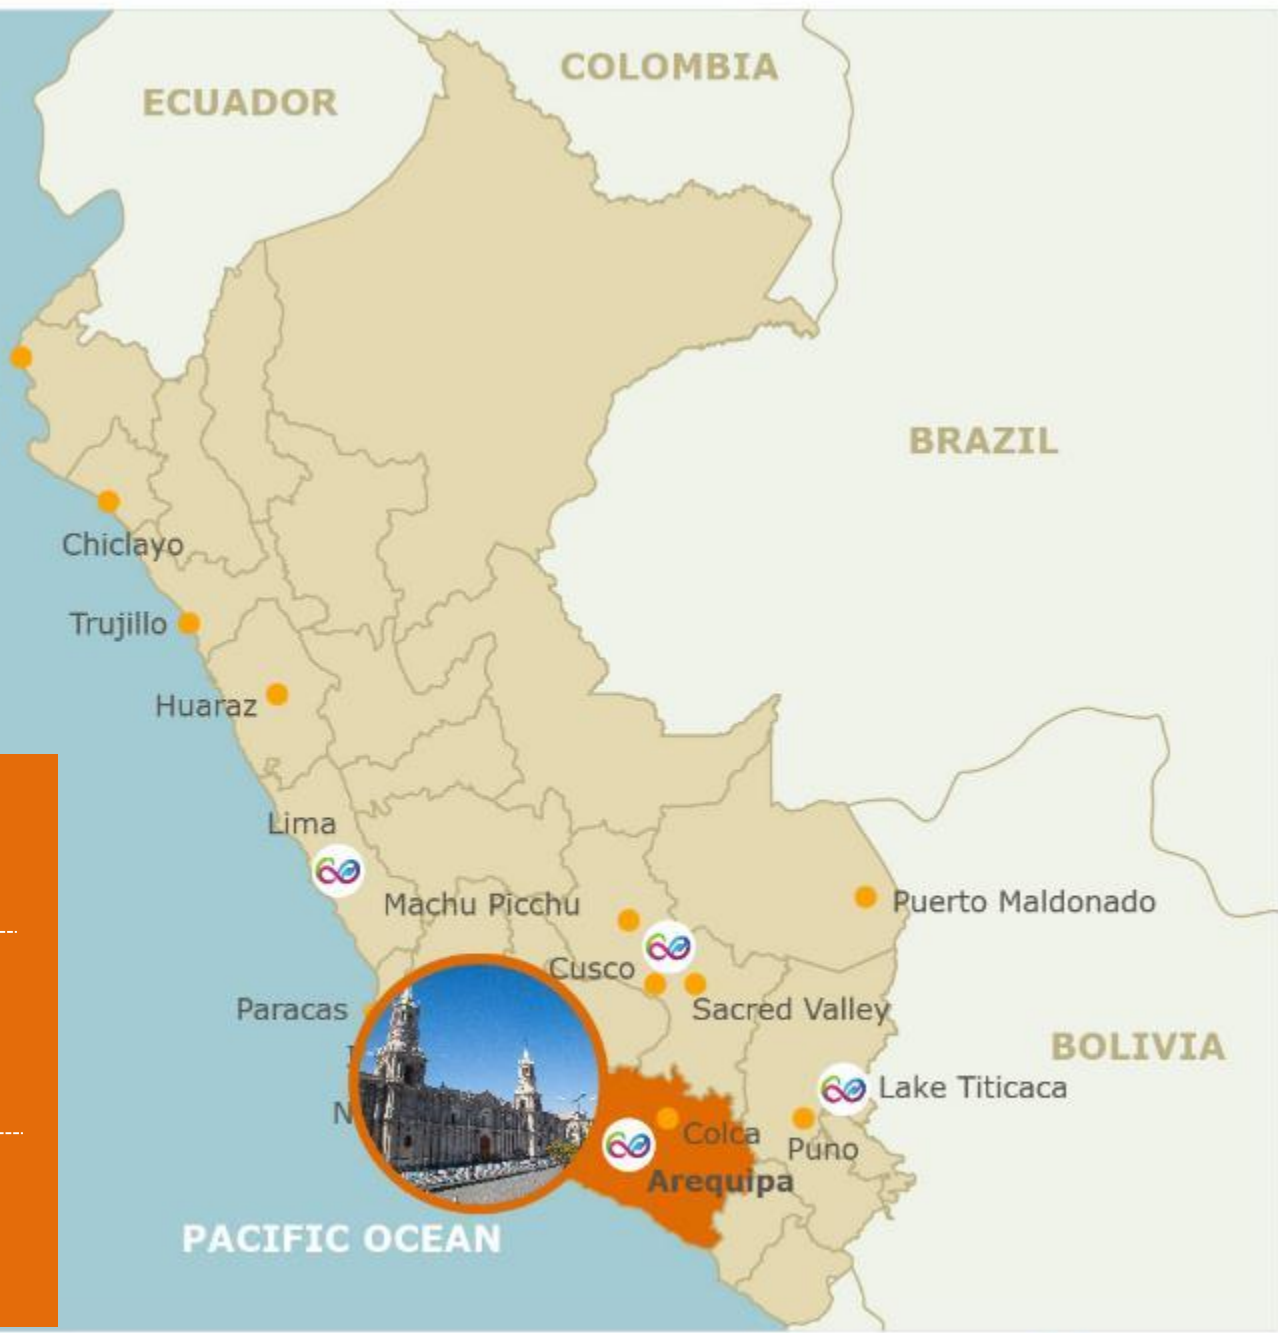 COLOMBIA
ECUADOR
BRAZIL
Chiclayo
Trujillo
Huaraz
Lima
Machu Picchu
Puerto Maldonado
Cusco
Paracas
Sacred Valley
BOLIVIA
Lake Titicaca
Colca
Puno
Arequipa
PACIFIC OCEAN